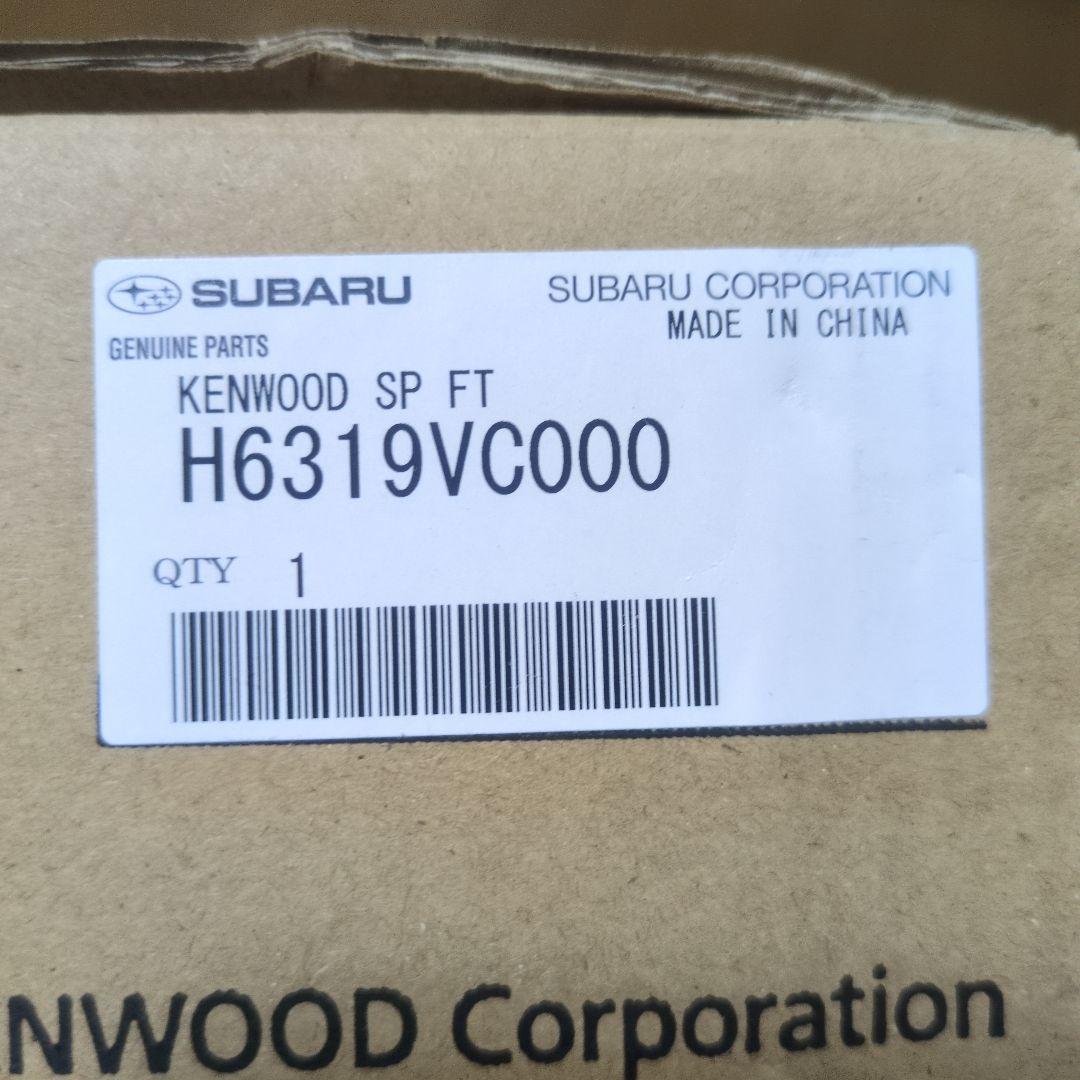 SUBARU
SUBARU CORPORATION
MADE IN CHINA
GENUINE PARTS
KENWOOD SP FT
H6319VC000
QTY 1
NWOOD Corporation